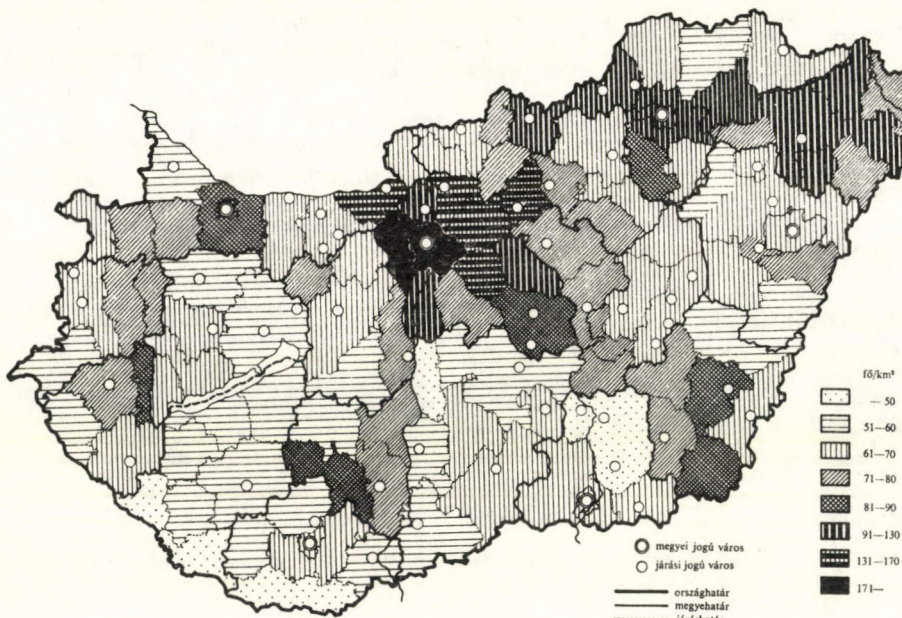 fő/km²
— 50
51—60
61—70
71—80
81—90
91—130
131—170
171—
megyei jogú város
járási jogú város
országhatár
megyehatár
járáshatár